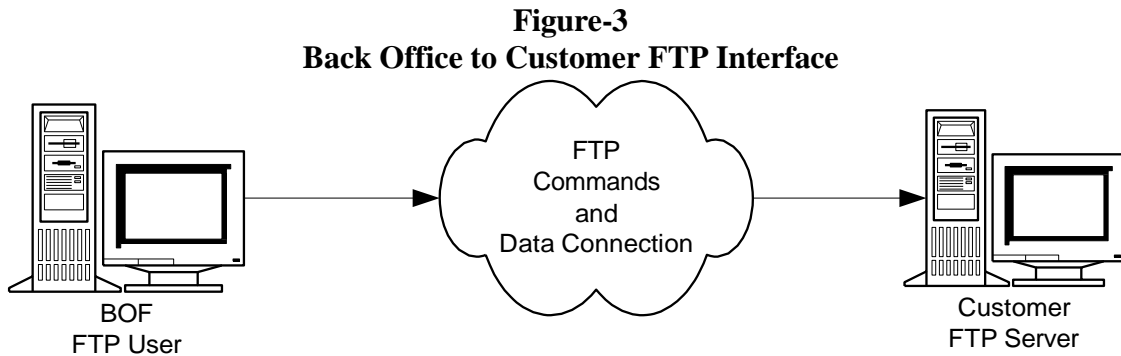 Figure-3
Back Office to Customer FTP Interface
FTP
Commands
and
Data Connection
BOF
FTP User
Customer
FTP Server